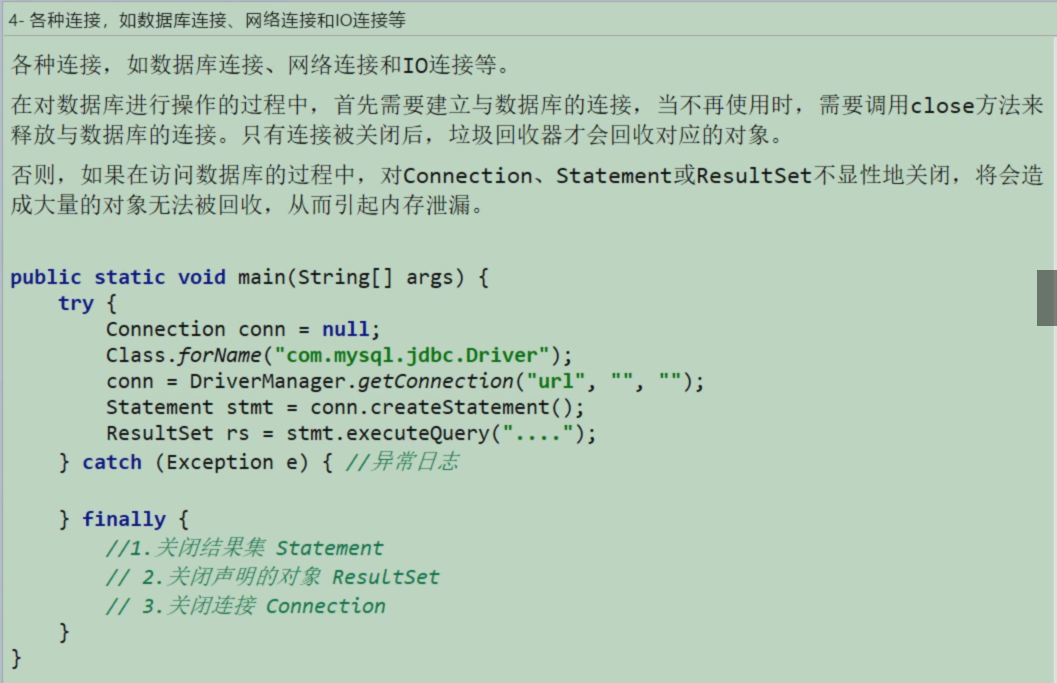 4- 各种连接，如数据库连接、网络连接和IO连接等
各种连接，如数据库连接、网络连接和IO连接等。
在对数据库进行操作的过程中，首先需要建立与数据库的连接，当不再使用时，需要调用close方法来
释放与数据库的连接。只有连接被关闭后，垃圾回收器才会回收对应的对象。
否则，如果在访问数据库的过程中，对Connection、Statement或ResultSet不显性地关闭，将会造
成大量的对象无法被回收，从而引起内存泄漏。
public static void main(String[] args) {
    try {
        Connection conn = null;
        Class.forName("com.mysql.jdbc.Driver");
        conn = DriverManager.getConnection("url", "", "");
        Statement stmt = conn.createStatement();
        ResultSet rs = stmt.executeQuery("....");
    } catch (Exception e) { //异常日志
    } finally {
        //1.关闭结果集 Statement
        // 2.关闭声明的对象 ResultSet
        // 3.关闭连接 Connection
    }
}